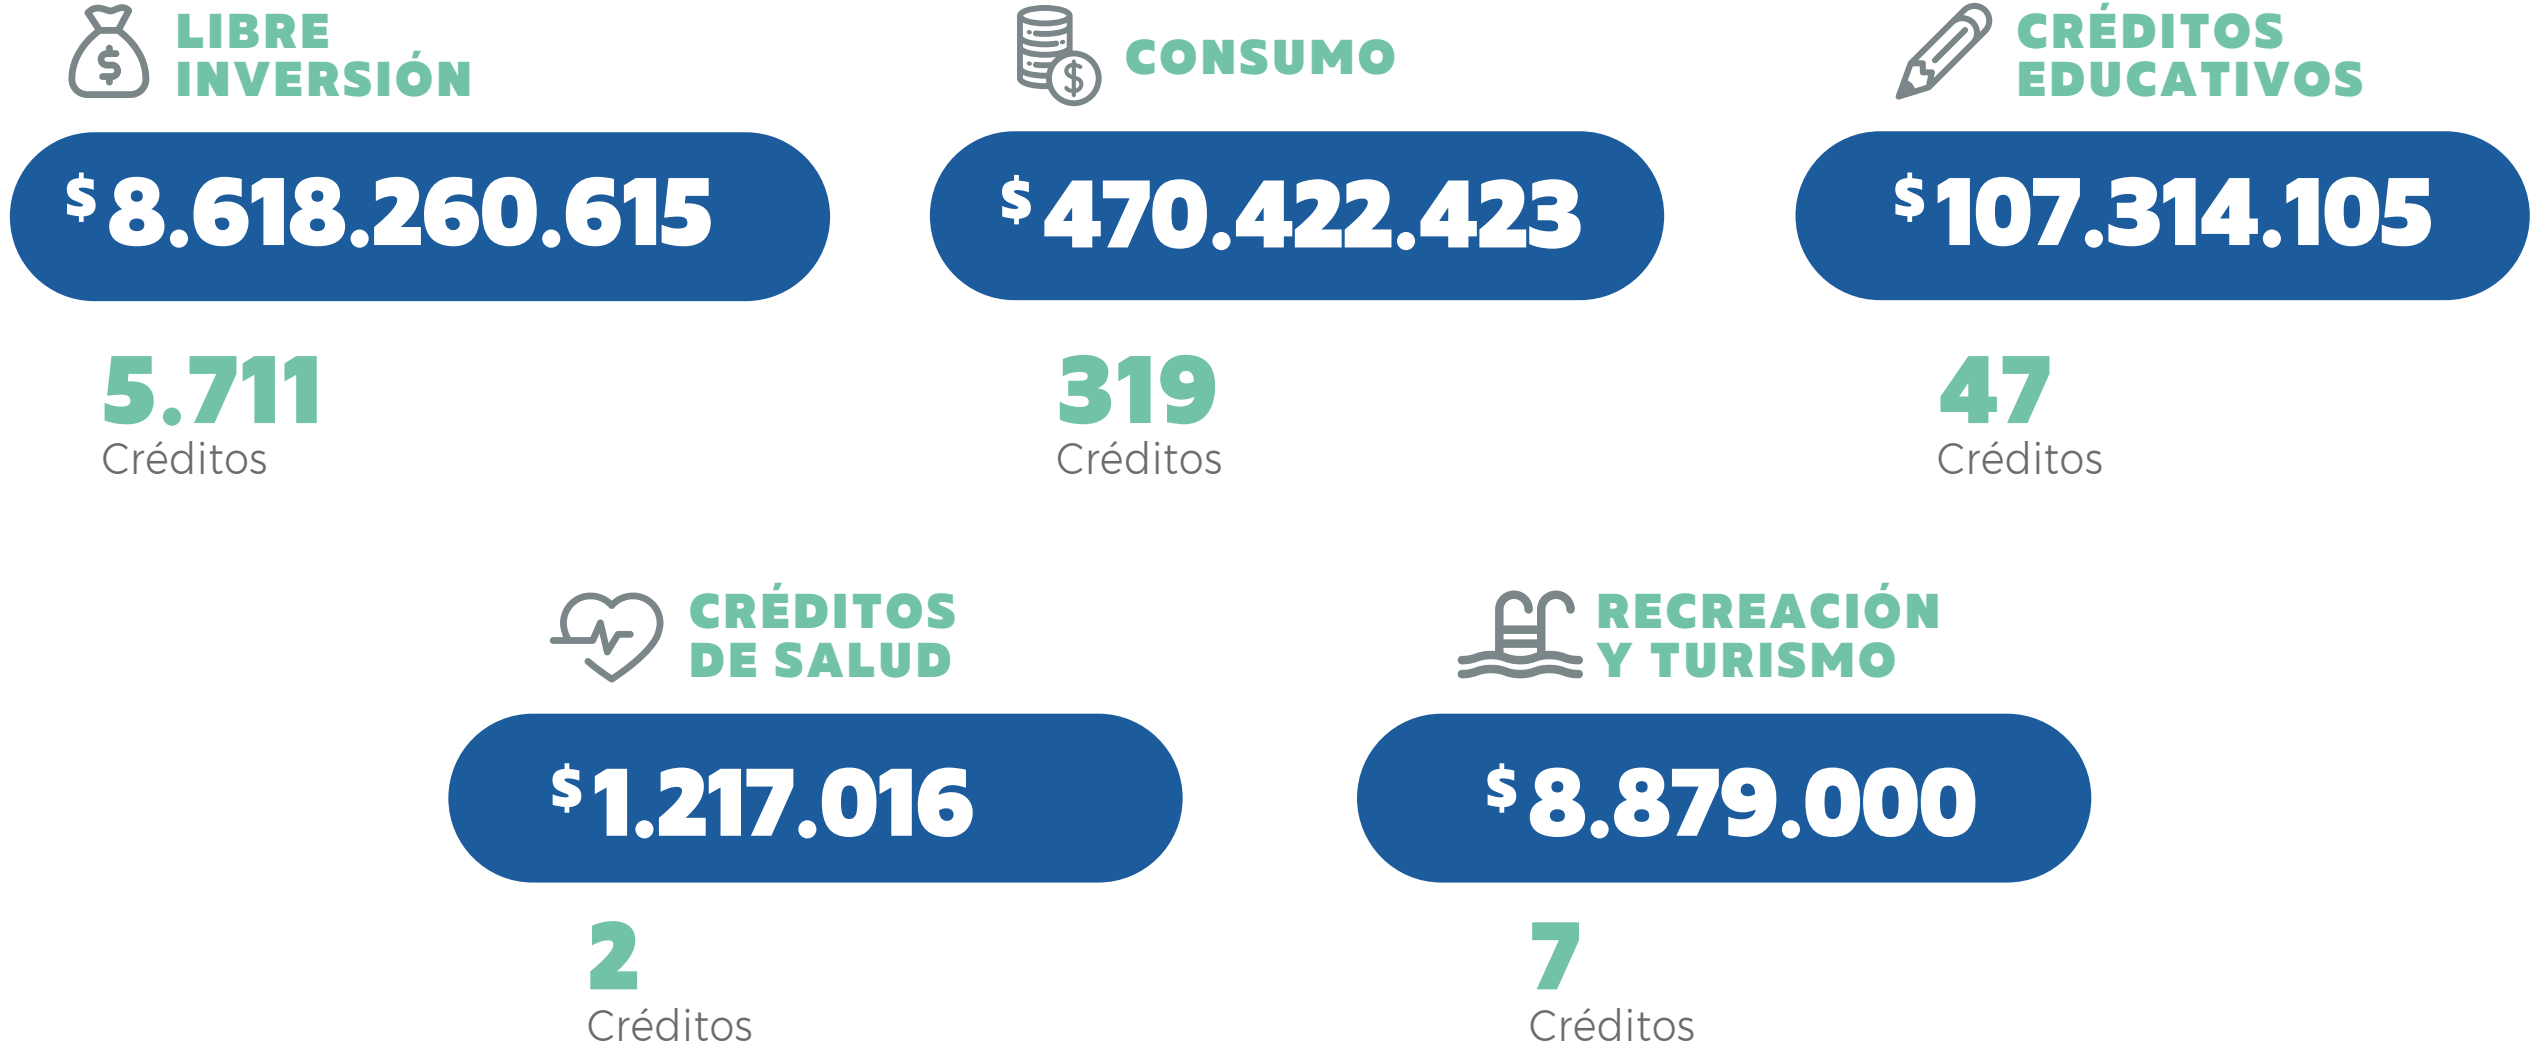 LIBRE
INVERSIÓN
$8.618.260.615
5.711
Créditos
CONSUMO
$470.422.423
319
Créditos
CRÉDITOS
EDUCATIVOS
$107.314.105
47
Créditos
CRÉDITOS
DE SALUD
$1.217.016
2
Créditos
RECREACIÓN
Y TURISMO
$8.879.000
7
Créditos